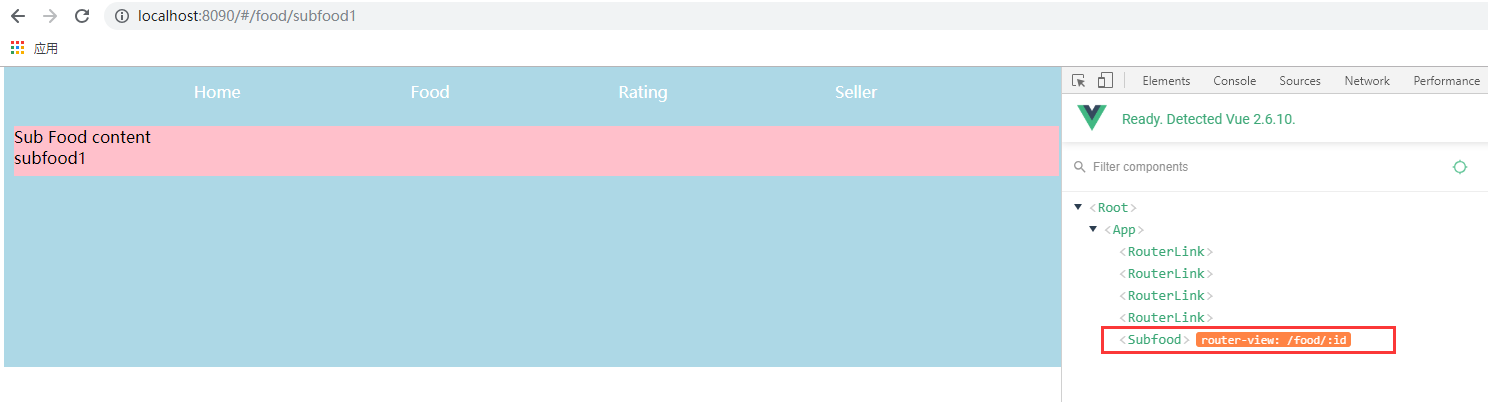 localhost:8090/#/food/subfood1
应用
Home Food Rating Seller
Sub Food content
subfood1
Elements Console Sources Network Performance
Ready. Detected Vue 2.6.10.
Filter components
<Root>
<App>
<RouterLink>
<RouterLink>
<RouterLink>
<RouterLink>
<Subfood> router-view: /food/:id